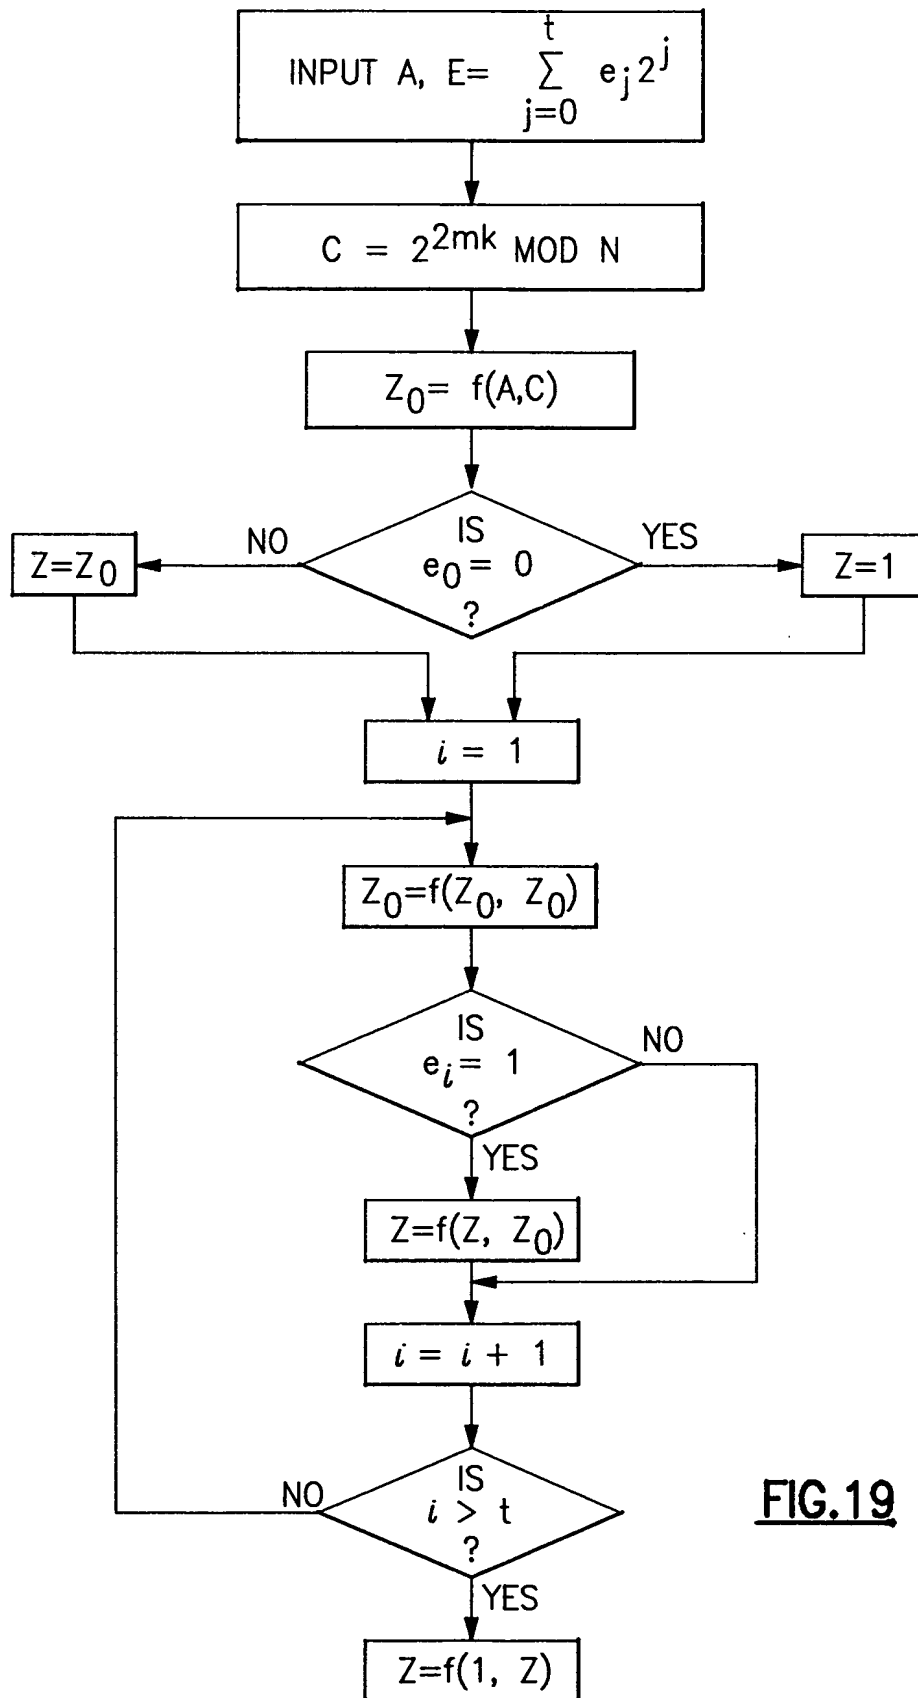 t
INPUT A, E= ∑ e_j 2^j
j=0
C = 2^2mk MOD N
Z_0= f(A,C)
IS
NO
YES
Z=Z_0
e_0= 0
Z=1
?
i = 1
Z_0=f(Z_0, Z_0)
IS
NO
e_i= 1
?
YES
Z=f(Z, Z_0)
i = i + 1
IS
NO
i > t
FIG.19
?
YES
Z=f(1, Z)